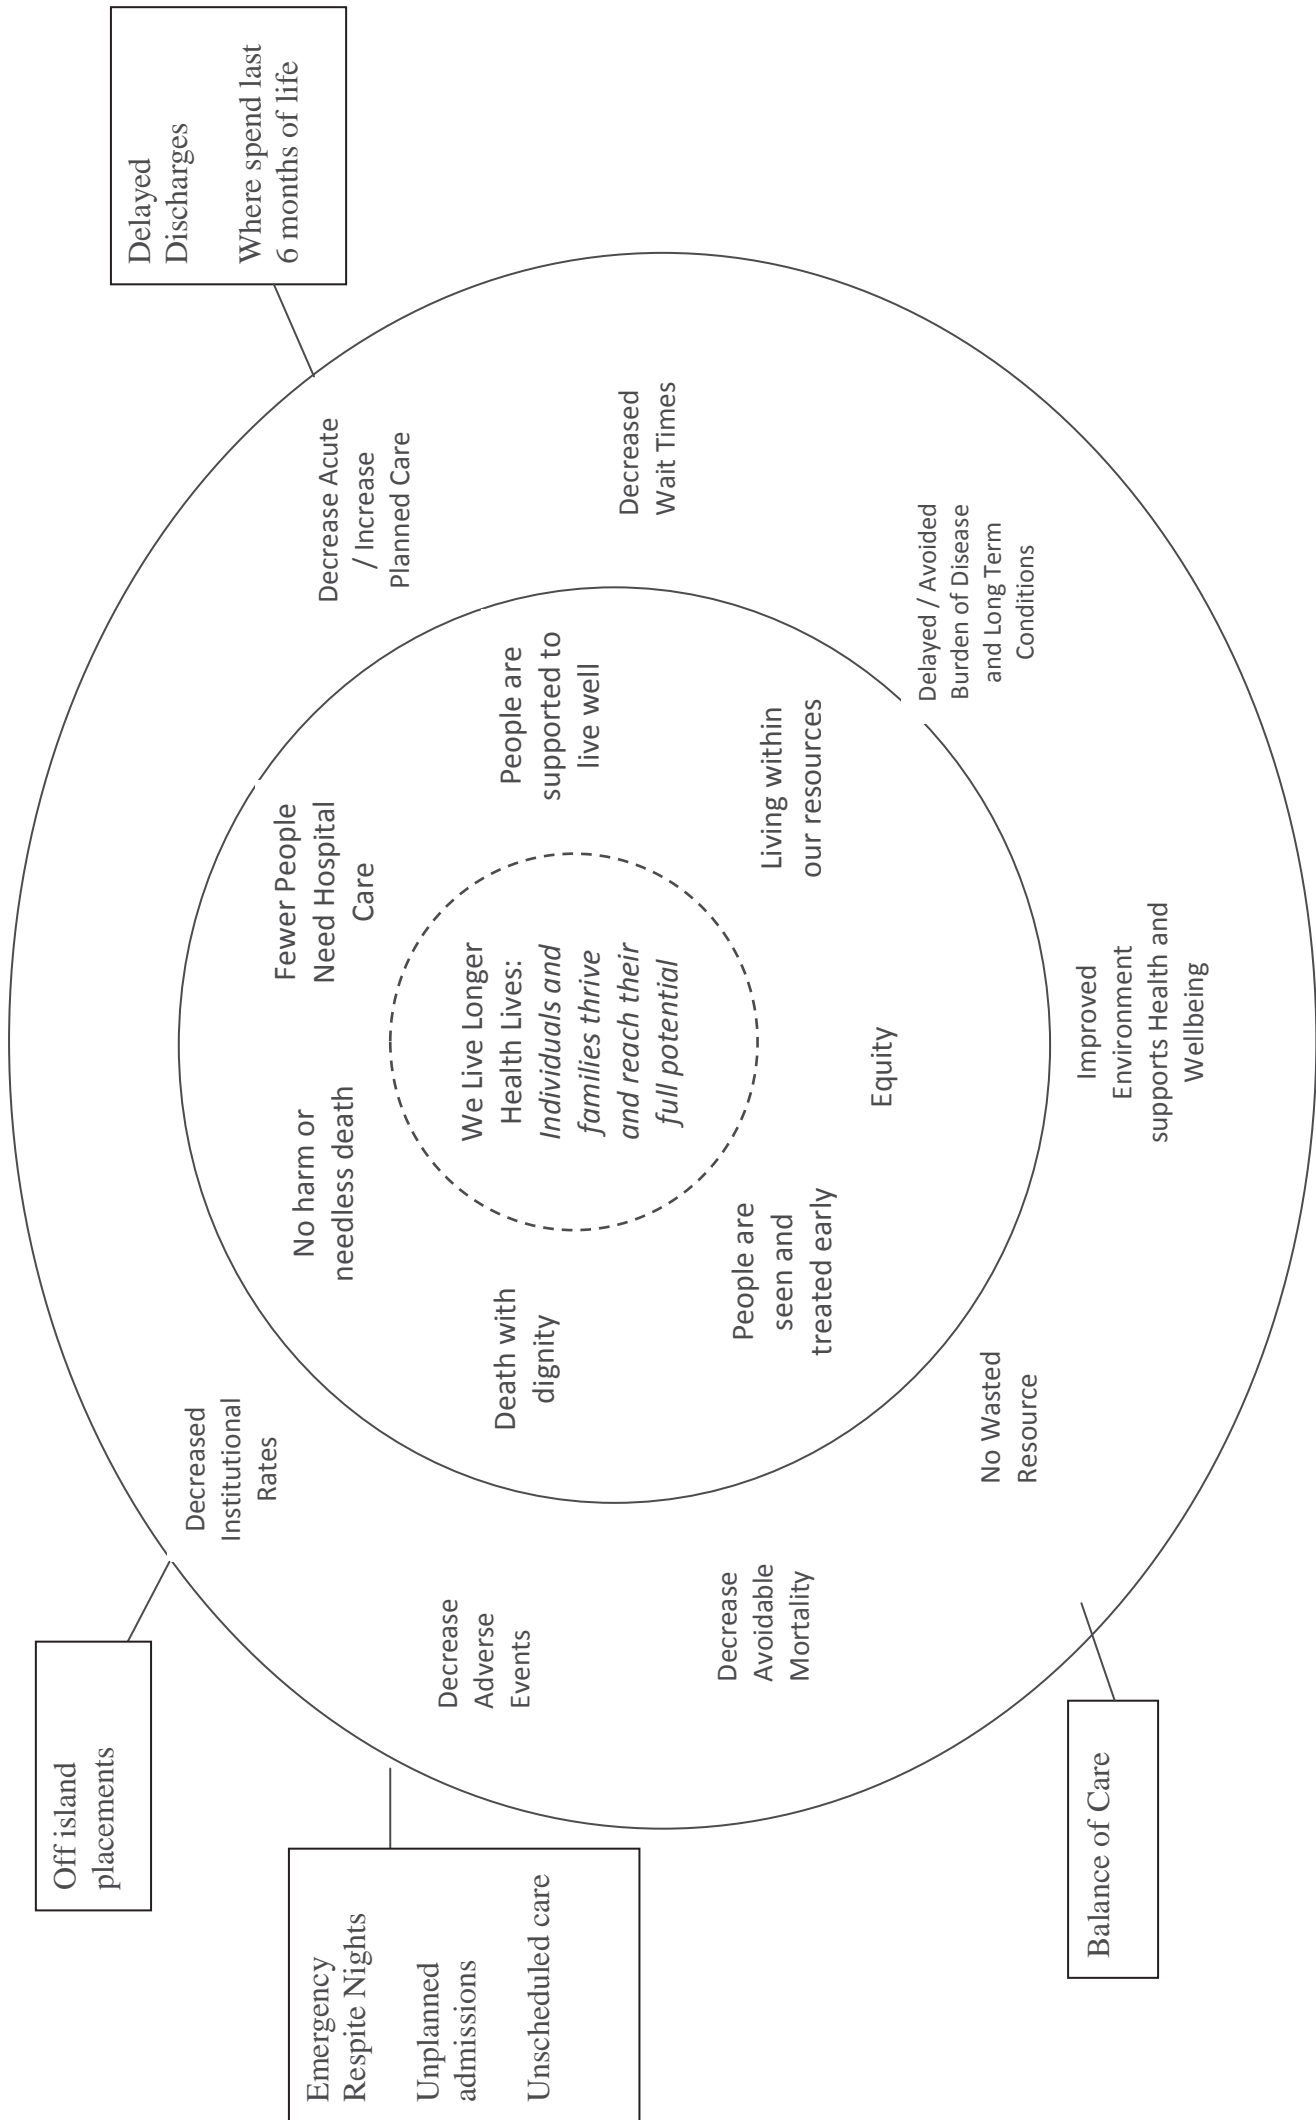 Off island
placements
Emergency
Respite Nights
Unplanned
admissions
Unscheduled care
Delayed
Discharges
Where spend last
6 months of life
Balance of Care
Decreased
Institutional
Rates
Decrease Acute
/ Increase
Planned Care
Decrease
Adverse
Events
Decreased
Wait Times
Decrease
Avoidable
Mortality
Delayed / Avoided
Burden of Disease
and Long Term
Conditions
No Wasted
Resource
Improved
Environment
supports Health and
Wellbeing
No harm or
needless death
Fewer People
Need Hospital
Care
Death with
dignity
People are
supported to
live well
People are
seen and
treated early
Living within
our resources
Equity
We Live Longer
Health Lives:
Individuals and
families thrive
and reach their
full potential